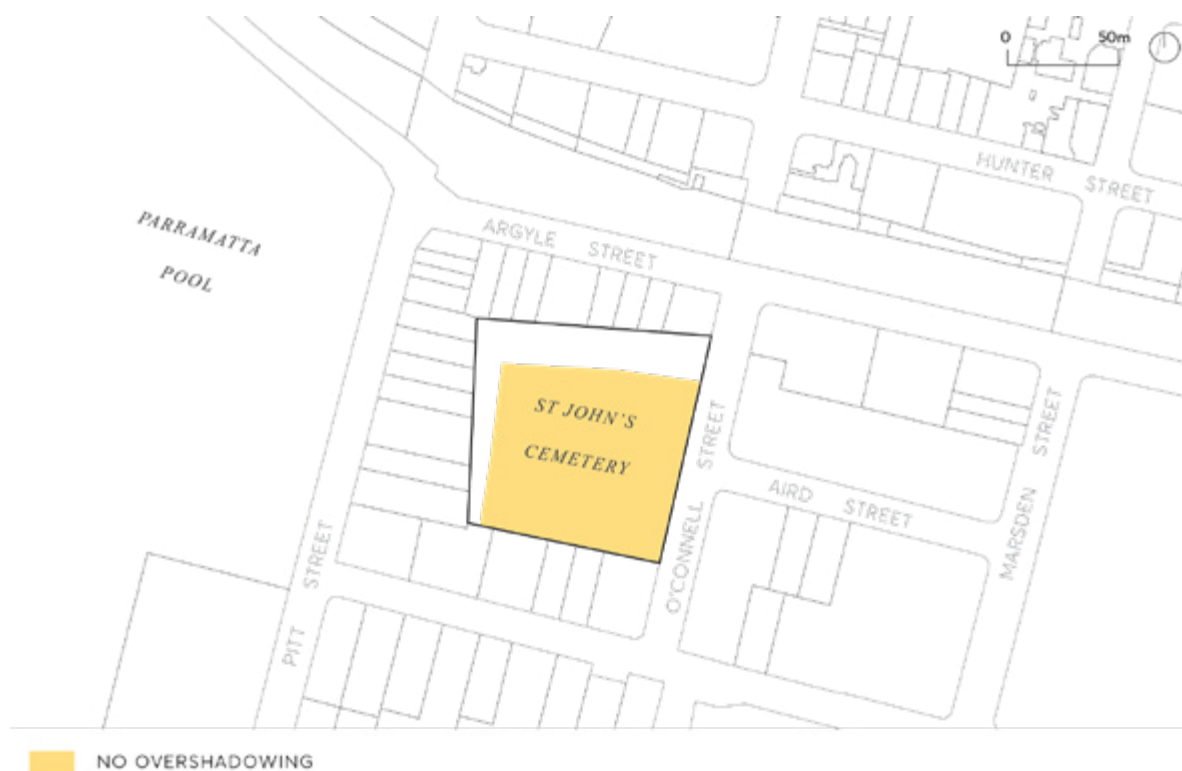 0 50m
HUNTER STREET
PARRAMATTA
POOL
ARGYLE STREET
ST JOHN'S
CEMETERY
O'CONNELL STREET
AIRD STREET
MARSDEN STREET
PITT STREET
NO OVERSHADOWING